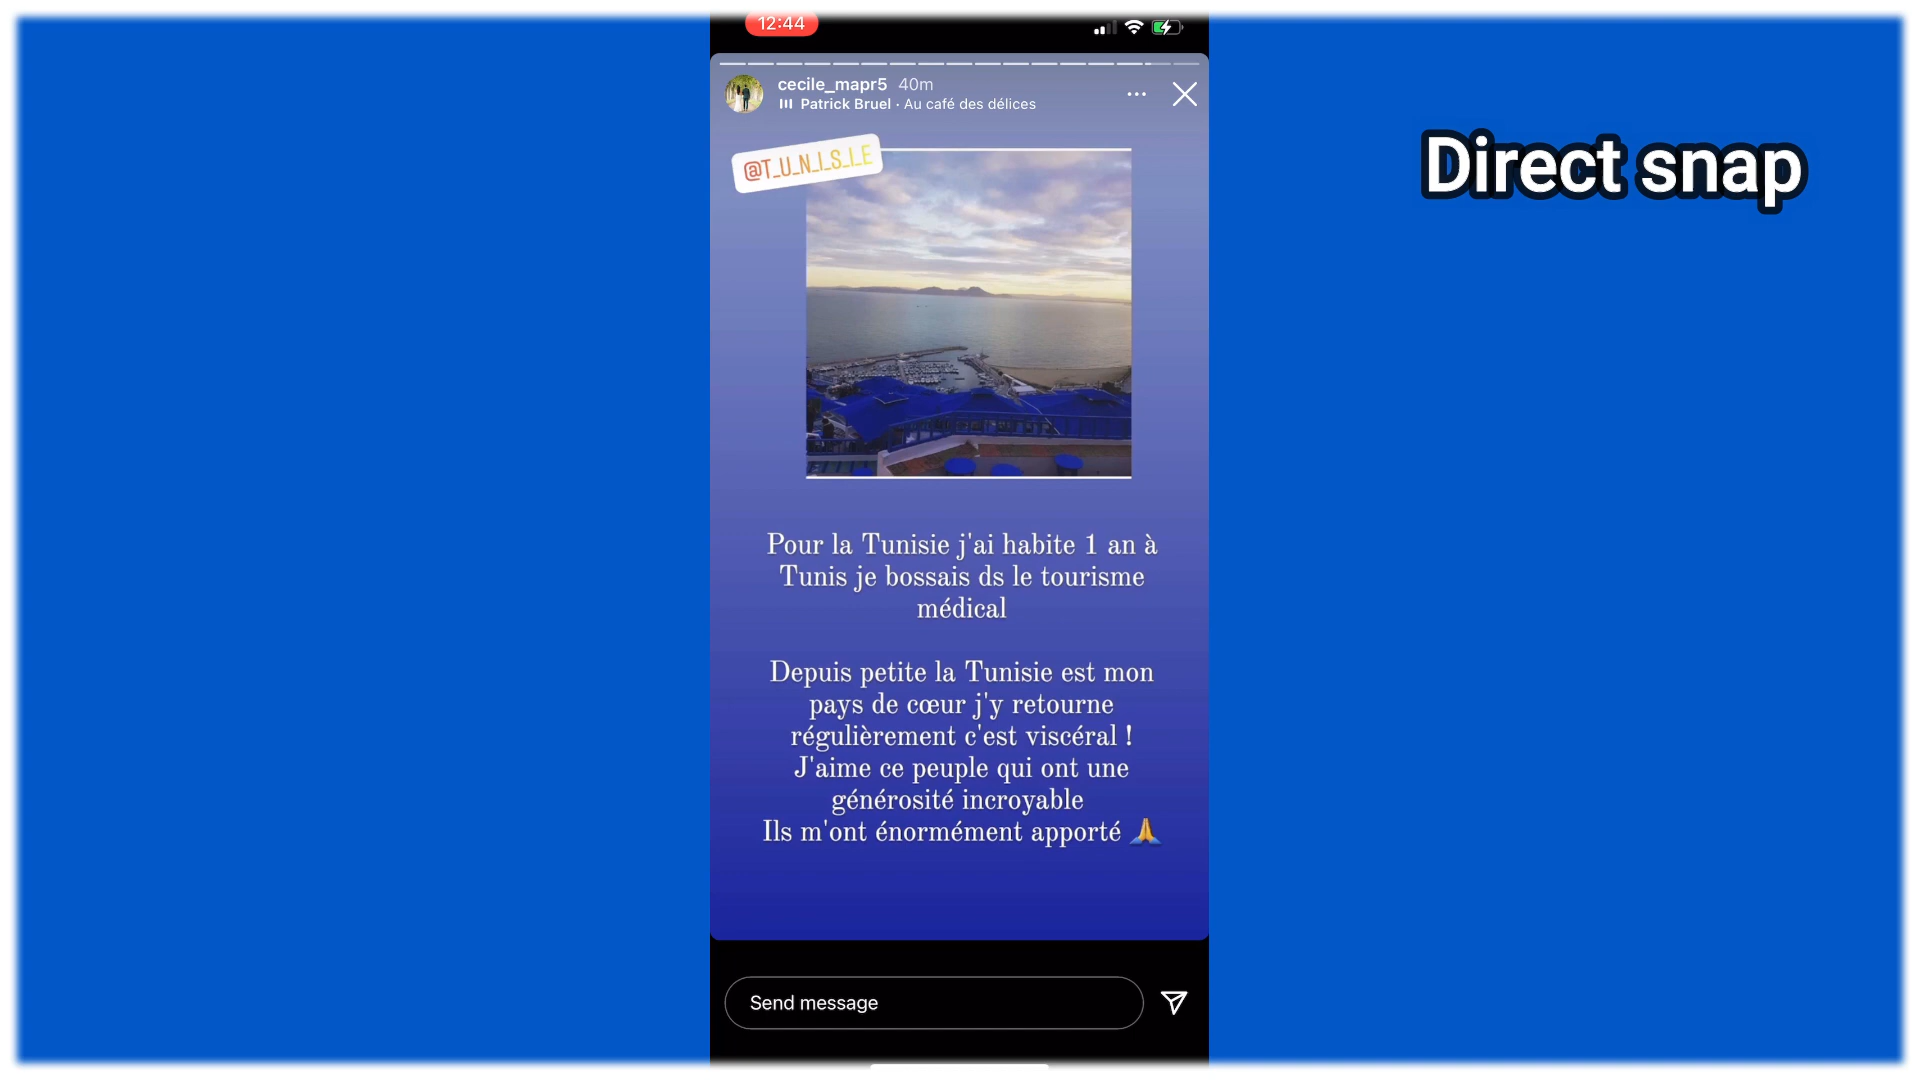 12:44
cecile_mapr5 40m
Patrick Bruel · Au café des délices
@T_U_N_I_S_I_E
Direct snap
Pour la Tunisie j'ai habite 1 an à
Tunis je bossais ds le tourisme
médical
Depuis petite la Tunisie est mon
pays de cœur j'y retourne
régulièrement c'est viscéral !
J'aime ce peuple qui ont une
générosité incroyable
Ils m'ont énormément apporté 🙏
Send message